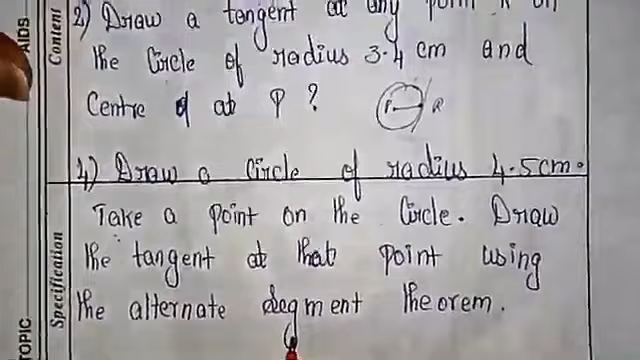 2) Draw a tangent at any point R on
the Circle of radius 3.4 cm and
Centre at P ?
P R
4) Draw a Circle of radius 4.5cm.
Take a point on the Circle. Draw
the tangent at that point using
the alternate segment theorem.
AIDS
Content
Specification
TOPIC